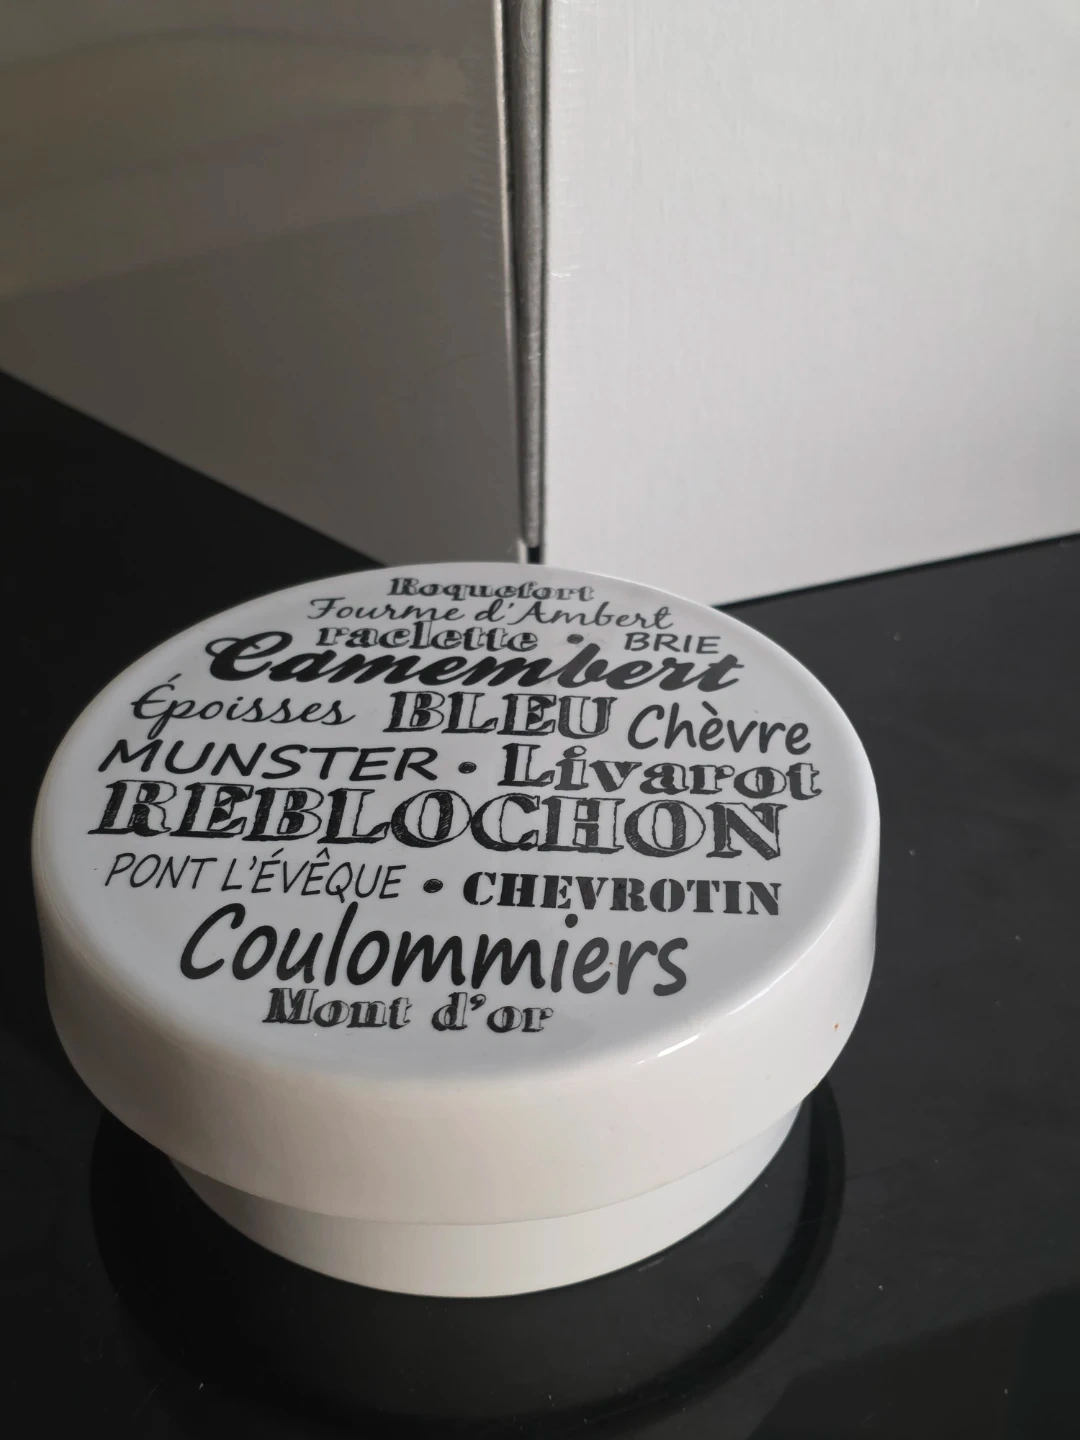 Roquefort
Fourme d'Ambert
raclette • BRIE
Camembert
Époisses BLEU Chèvre
MUNSTER • Livarot
REBLOCHON
PONT L'ÉVÊQUE • CHEVROTIN
Coulommiers
Mont d'or